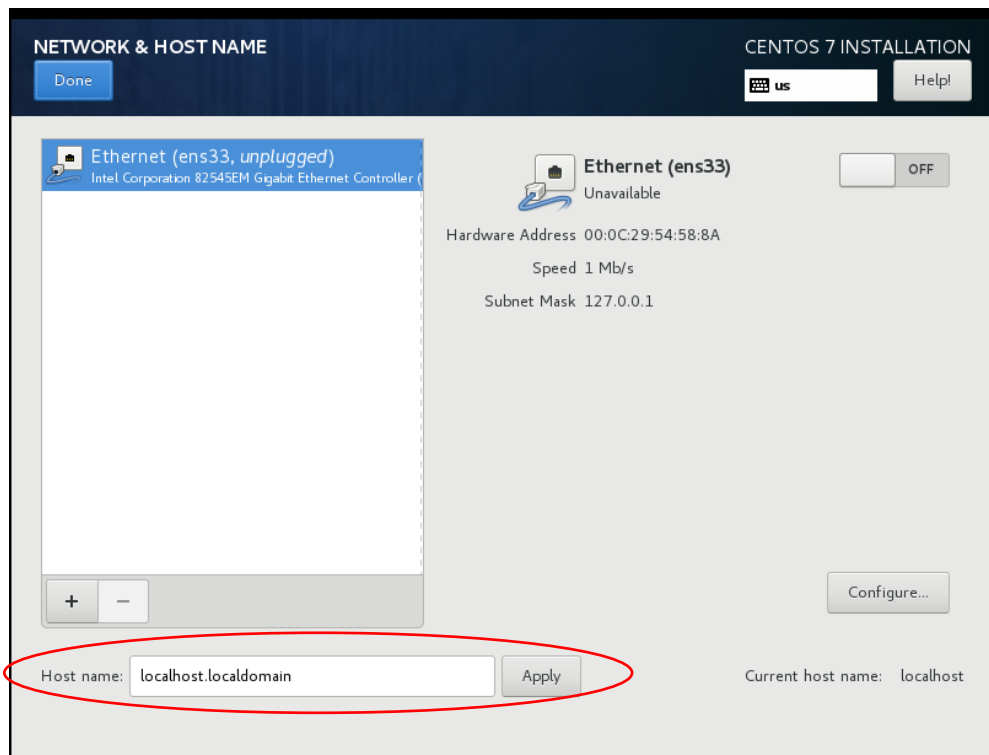 NETWORK & HOST NAME
CENTOS 7 INSTALLATION
Done
us
Help!
Ethernet (ens33, unplugged)
Intel Corporation 82545EM Gigabit Ethernet Controller (
Ethernet (ens33)
Unavailable
OFF
Hardware Address 00:0C:29:54:58:8A
Speed 1 Mb/s
Subnet Mask 127.0.0.1
+ −
Configure...
Host name: localhost.localdomain Apply Current host name: localhost